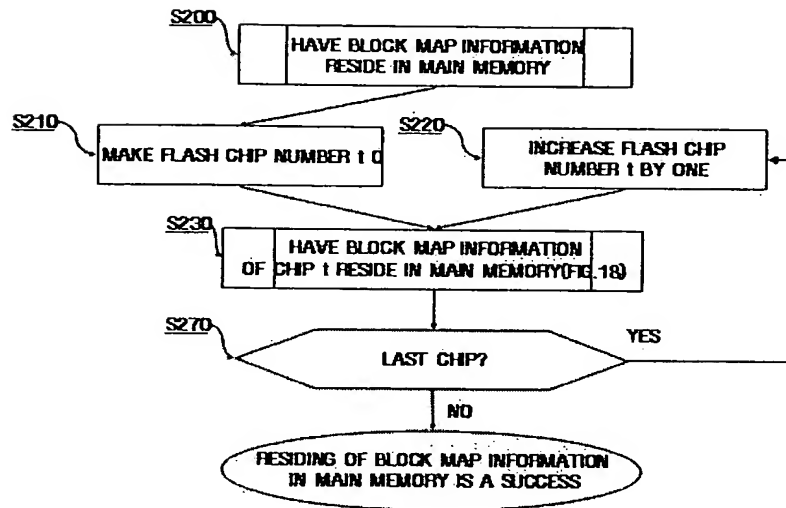 S200
HAVE BLOCK MAP INFORMATION
RESIDE IN MAIN MEMORY
S210
MAKE FLASH CHIP NUMBER t 0
S220
INCREASE FLASH CHIP
NUMBER t BY ONE
S230
HAVE BLOCK MAP INFORMATION
OF CHIP t RESIDE IN MAIN MEMORY(FIG.18)
S270
LAST CHIP?
YES
NO
RESIDING OF BLOCK MAP INFORMATION
IN MAIN MEMORY IS A SUCCESS